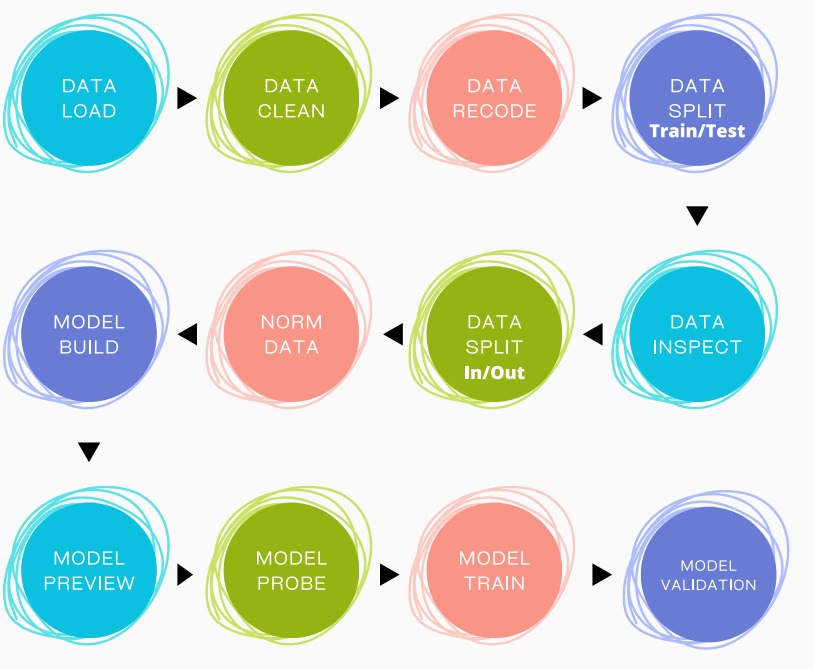 DATA
LOAD
DATA
CLEAN
DATA
RECODE
DATA
SPLIT
Train/Test
MODEL
BUILD
NORM
DATA
DATA
SPLIT
In/Out
DATA
INSPECT
MODEL
PREVIEW
MODEL
PROBE
MODEL
TRAIN
MODEL
VALIDATION